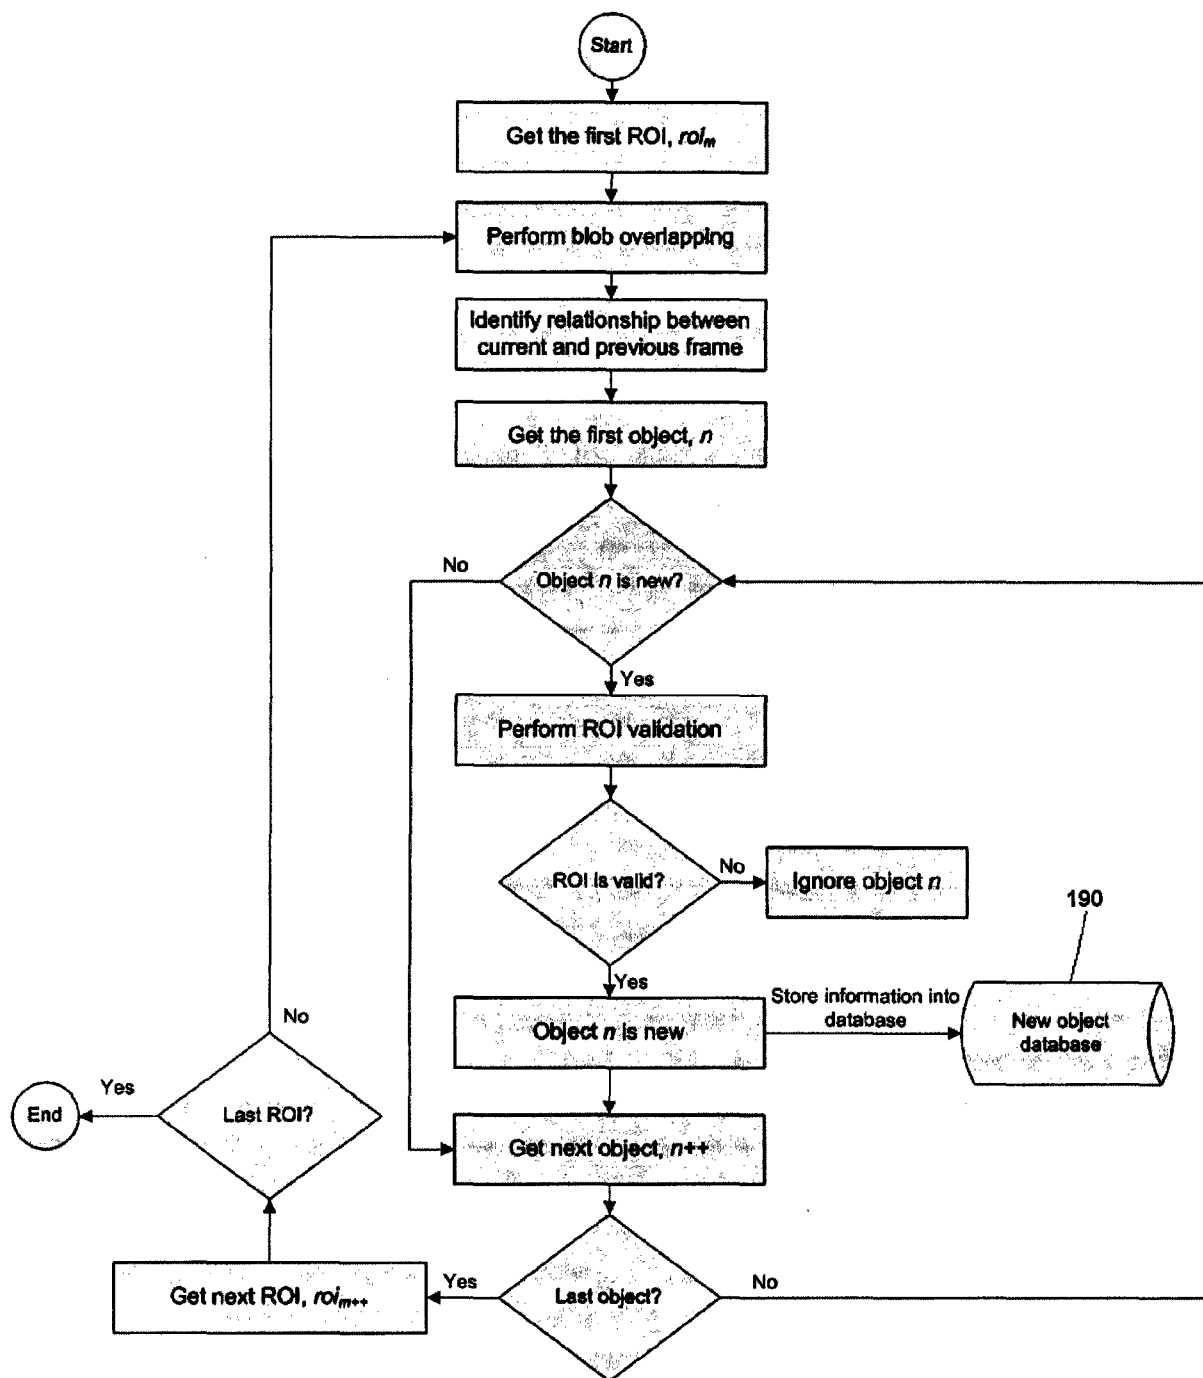 Start
Get the first ROI, roi_m
Perform blob overlapping
Identify relationship between
current and previous frame
Get the first object, n
No
Object n is new?
Yes
Perform ROI validation
ROI is valid?
No
Ignore object n
190
Yes
Store information into
database
New object
database
Object n is new
No
Yes
End
Last ROI?
Get next object, n++
Get next ROI, roi_m++
Yes
Last object?
No